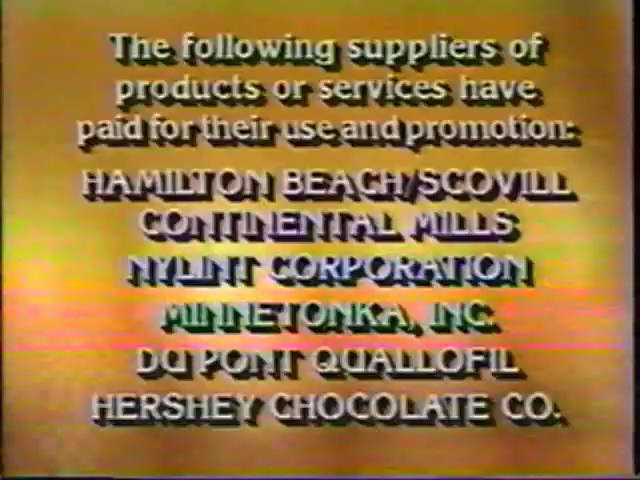 The following suppliers of
products or services have
paid for their use and promotion:
HAMILTON BEACH/SCOVILL
CONTINENTAL MILLS
NYLINT CORPORATION
MINNETONKA, INC.
DU PONT QUALLOFIL
HERSHEY CHOCOLATE CO.